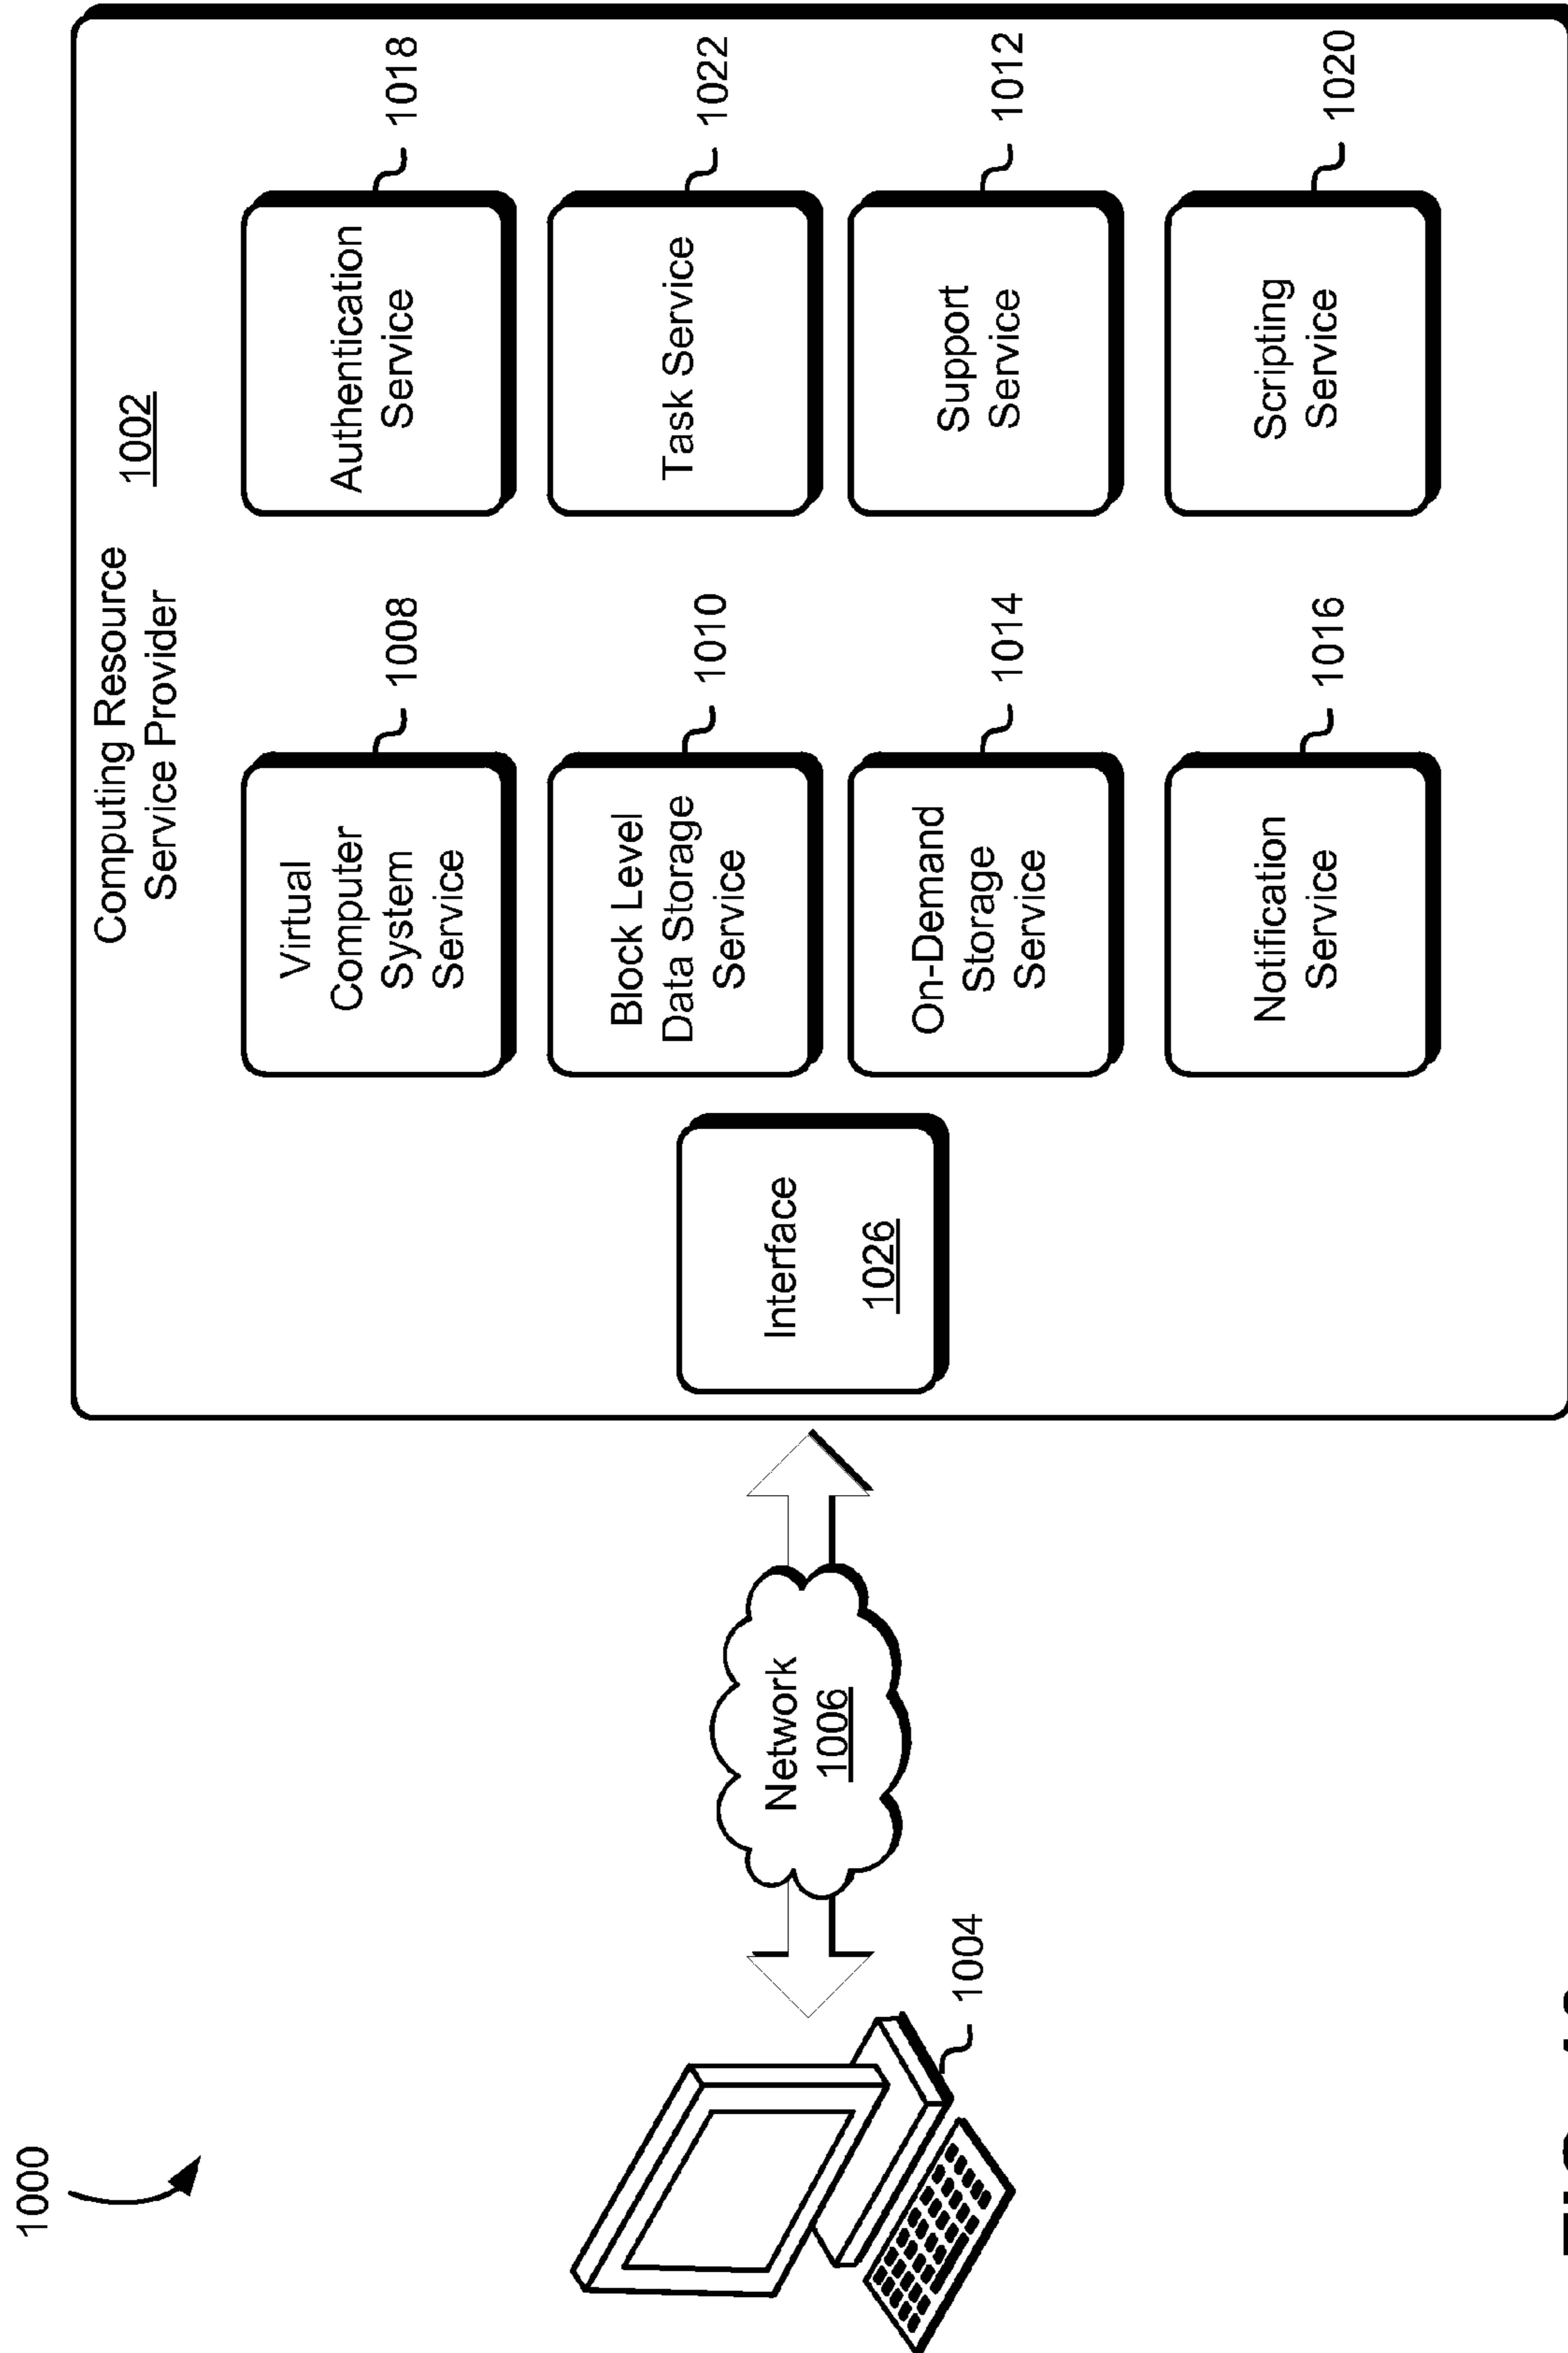 1000
Computing Resource
Service Provider
1002
Virtual
Computer
System
Service
1008
Authentication
Service
1018
Block Level
Data Storage
Service
1010
Task Service
1022
Interface
1026
On-Demand
Storage
Service
1014
Support
Service
1012
Notification
Service
1016
Scripting
Service
1020
Network
1006
1004